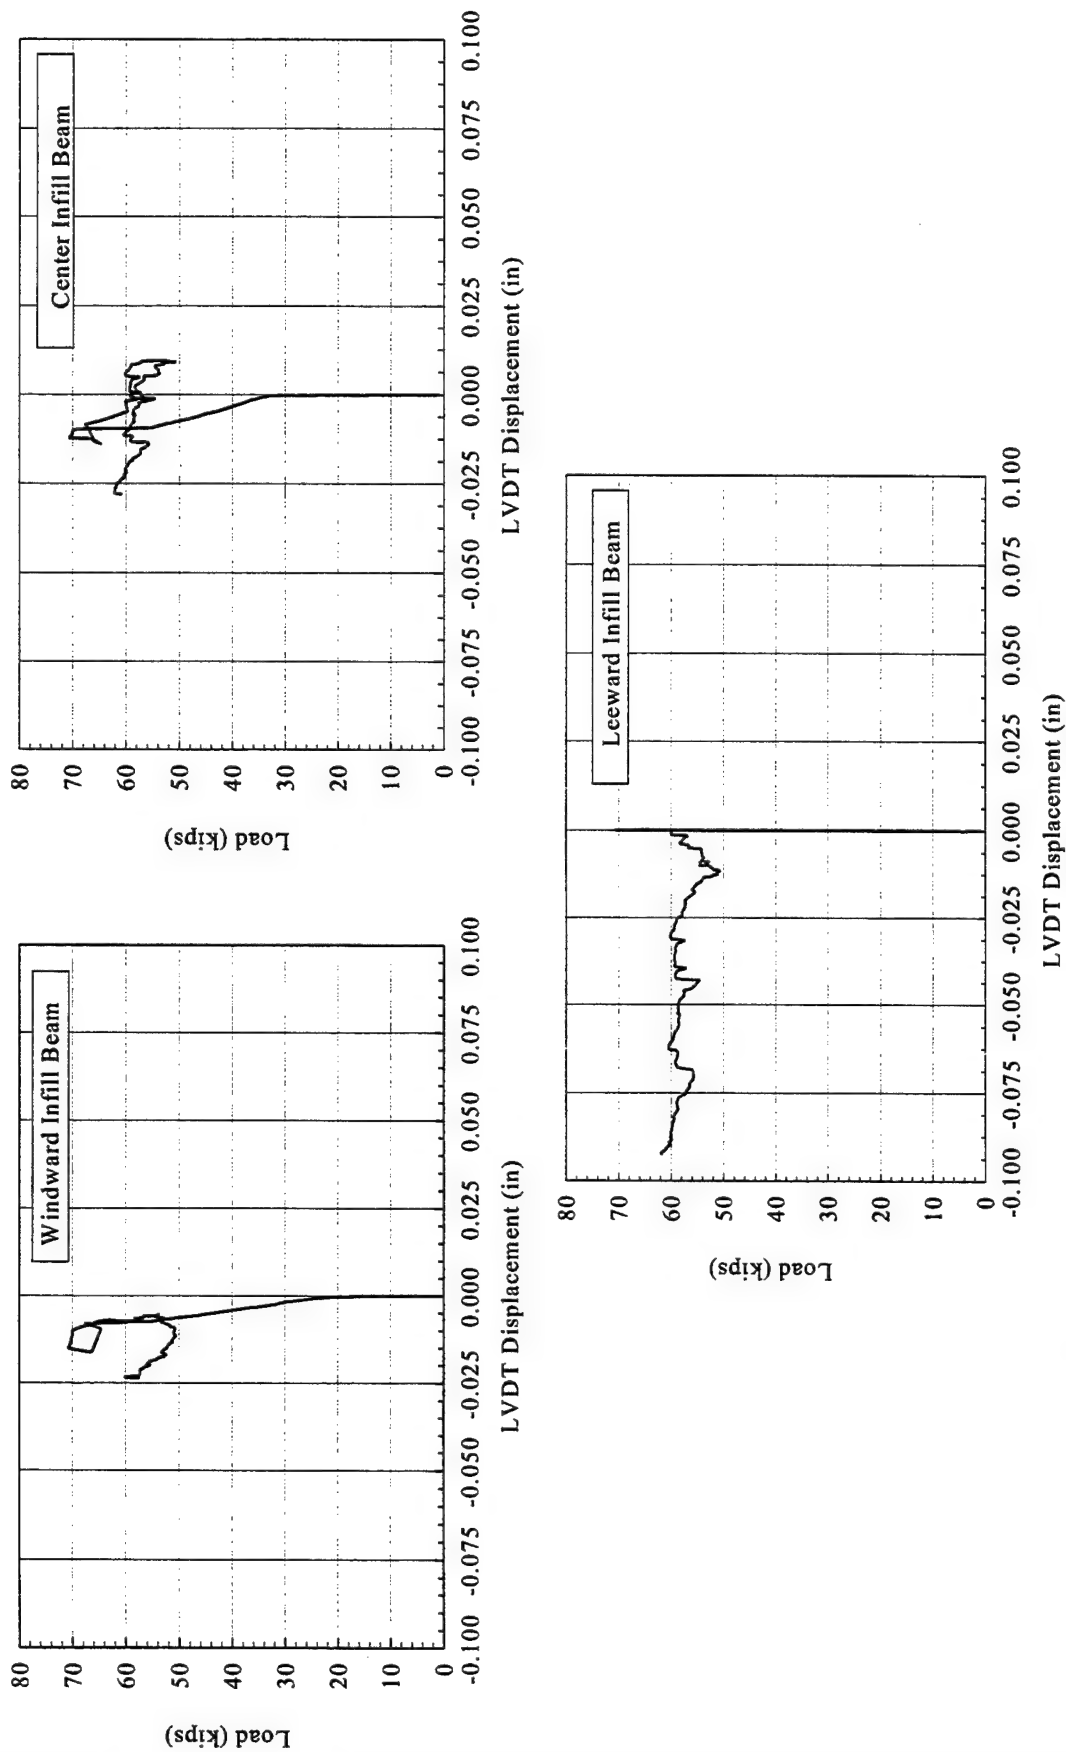 Windward Infill Beam
80
70
60
50
40
30
20
10
0
Load (kips)
-0.100 -0.075 -0.050 -0.025 0.000 0.025 0.050 0.075 0.100
LVDT Displacement (in)
Center Infill Beam
80
70
60
50
40
30
20
10
0
Load (kips)
-0.100 -0.075 -0.050 -0.025 0.000 0.025 0.050 0.075 0.100
LVDT Displacement (in)
Leeward Infill Beam
80
70
60
50
40
30
20
10
0
Load (kips)
-0.100 -0.075 -0.050 -0.025 0.000 0.025 0.050 0.075 0.100
LVDT Displacement (in)